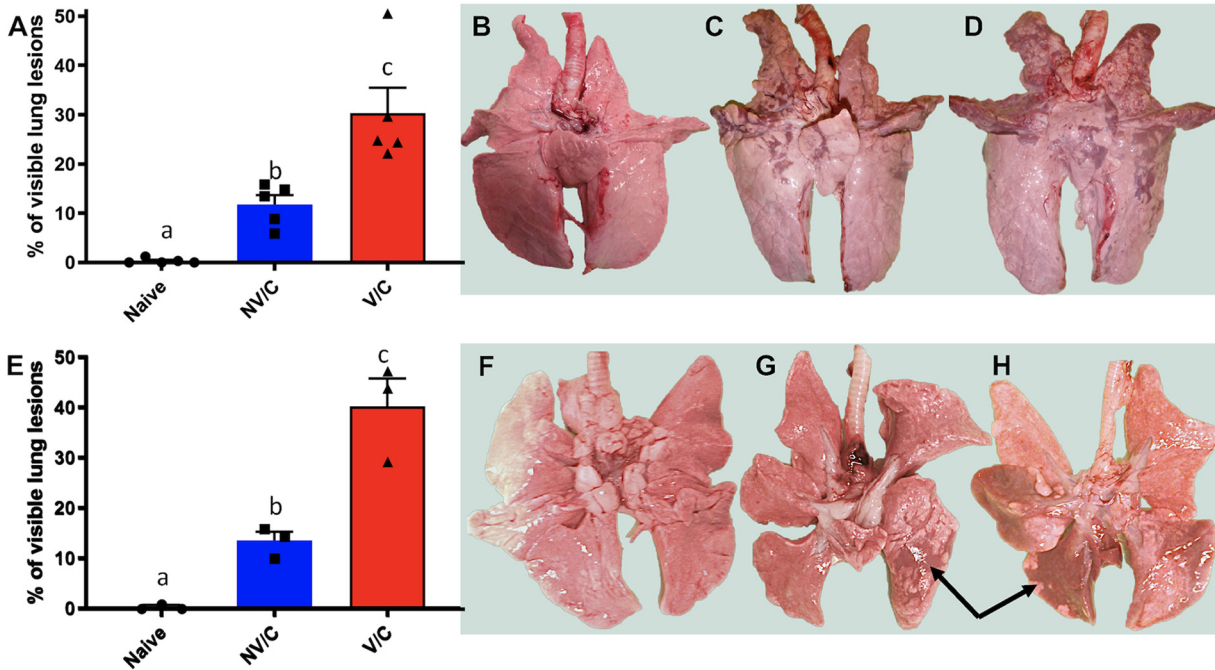 A
% of visible lung lesions
50
40
30
20
10
0
a
b
c
Naive
NV/C
V/C
B
C
D
E
% of visible lung lesions
50
40
30
20
10
0
a
b
c
Naive
NV/C
V/C
F
G
H